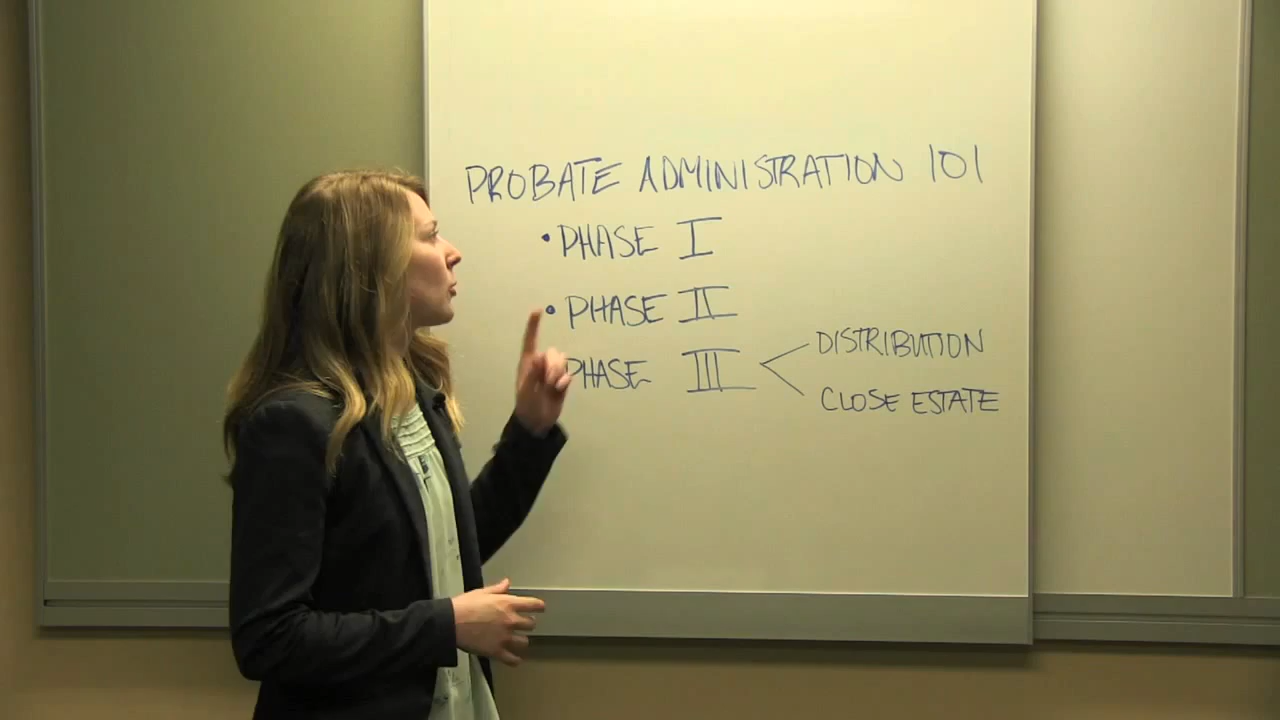 PROBATE ADMINISTRATION 101
• PHASE I
• PHASE II
PHASE III
DISTRIBUTION
CLOSE ESTATE